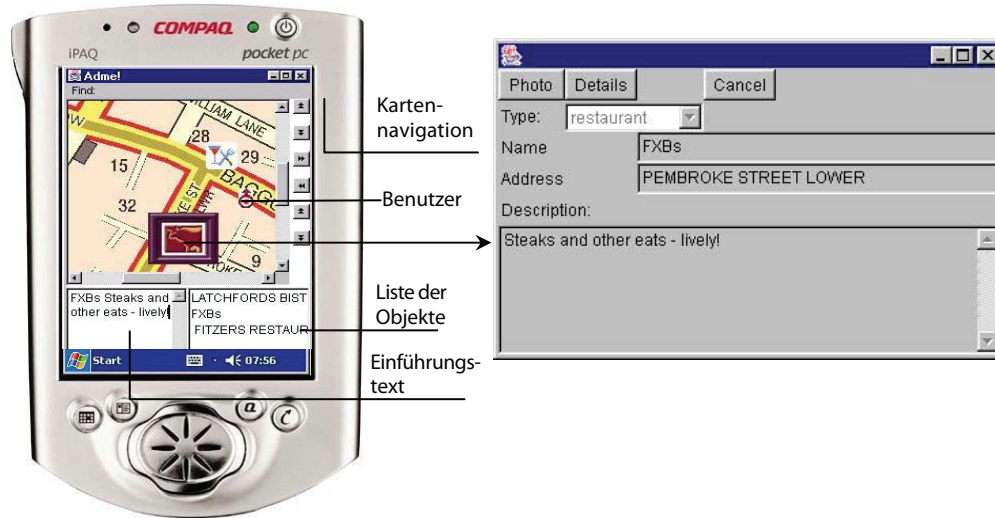 COMPAQ
iPAQ pocket pc
Adme!
Find:
WILLIAM LANE
28
29
15
32
9
BAGG
FXBs Steaks and
other eats - lively!
LATCHFORDS BIST
FXBs
FITZERS RESTAUR
Start 07:56
Karten-
navigation
Benutzer
Liste der
Objekte
Einführungs-
text
Photo Details Cancel
Type: restaurant
Name FXBs
Address PEMBROKE STREET LOWER
Description:
Steaks and other eats - lively!